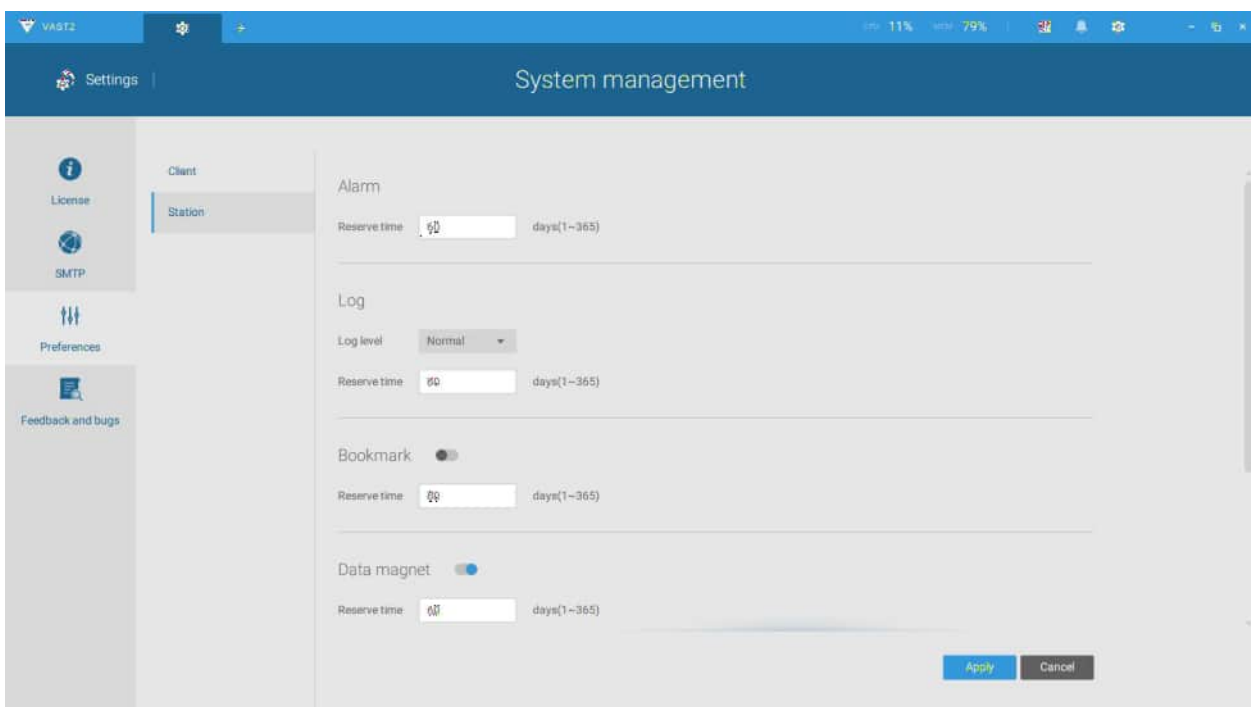 VAST2
11%
79%
Settings
System management
License
SMTP
Preferences
Feedback and bugs
Client
Station
Alarm
Reserve time days(1~365)
Log
Log level Normal
Reserve time days(1~365)
Bookmark
Reserve time days(1~365)
Data magnet
Reserve time days(1~365)
Apply Cancel